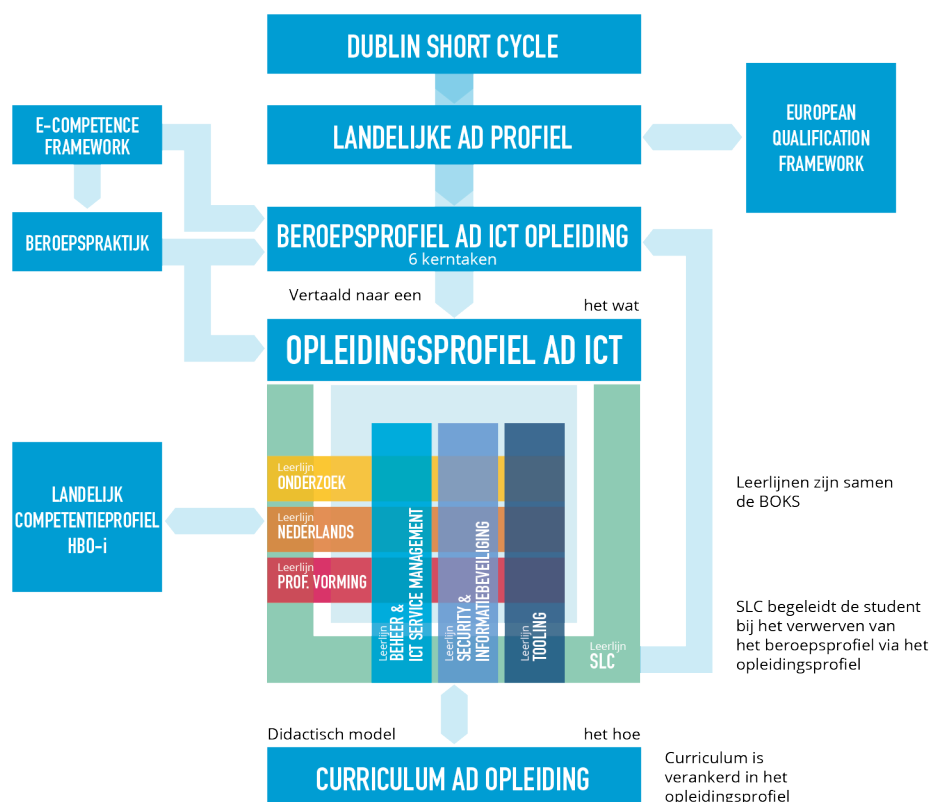 DUBLIN SHORT CYCLE
E-COMPETENCE
FRAMEWORK
LANDELIJKE AD PROFIEL
EUROPEAN
QUALIFICATION
FRAMEWORK
BEROEPSPRAKTIJK
BEROEPSPROFIEL AD ICT OPLEIDING
6 kerntaken
Vertaald naar een
het wat
OPLEIDINGSPROFIEL AD ICT
LANDELIJK
COMPETENTIEPROFIEL
HBO-i
Leerlijn
ONDERZOEK
Leerlijn
NEDERLANDS
Leerlijn
PROF. VORMING
Leerlijn
BEHEER &
ICT SERVICE MANAGEMENT
Leerlijn
SECURITY &
INFORMATIEBEVEILIGING
Leerlijn
TOOLING
Leerlijn
SLC
Leerlijnen zijn samen
de BOKS
SLC begeleidt de student
bij het verwerven van
het beroepsprofiel via het
opleidingsprofiel
Didactisch model
het hoe
CURRICULUM AD OPLEIDING
Curriculum is
verankerd in het
opleidingsprofiel